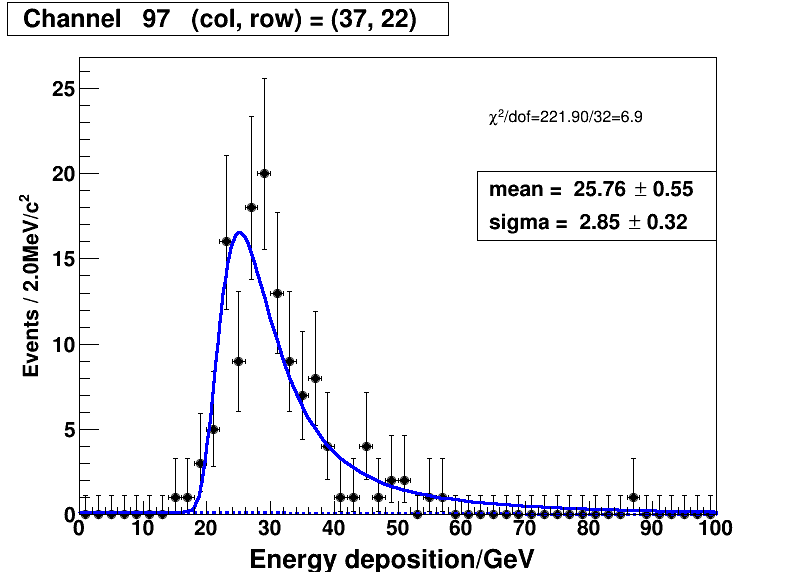 Channel 97 (col, row) = (37, 22)
χ²/dof=221.90/32=6.9
mean = 25.76 ± 0.55
sigma = 2.85 ± 0.32
Events / 2.0MeV/c²
25
20
15
10
5
0
0 10 20 30 40 50 60 70 80 90 100
Energy deposition/GeV